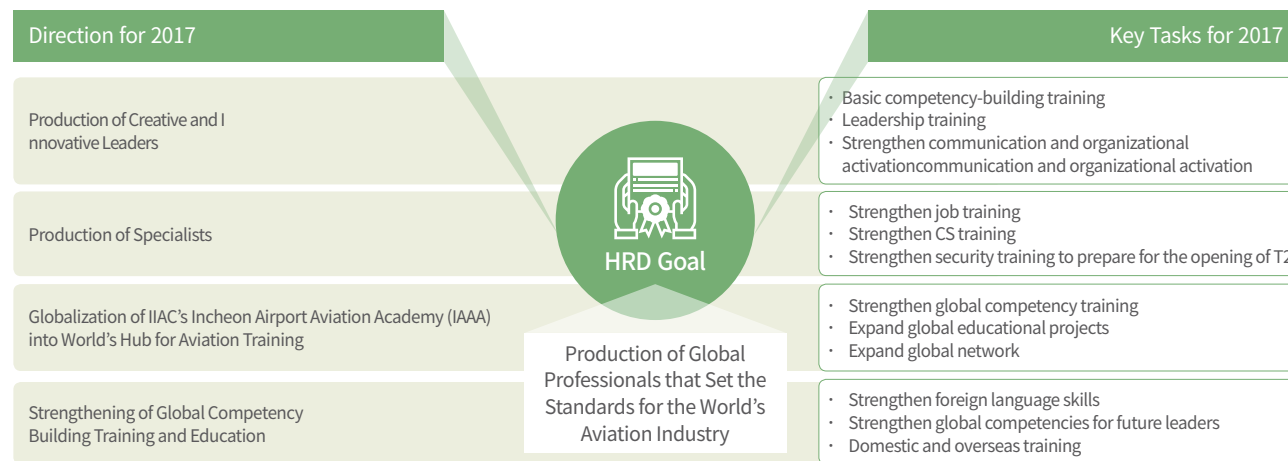 Direction for 2017
Key Tasks for 2017
Production of Creative and I
nnovative Leaders
· Basic competency-building training
· Leadership training
· Strengthen communication and organizational
activationcommunication and organizational activation
Production of Specialists
· Strengthen job training
· Strengthen CS training
· Strengthen security training to prepare for the opening of T2
HRD Goal
Globalization of IIAC’s Incheon Airport Aviation Academy (IAAA)
into World’s Hub for Aviation Training
· Strengthen global competency training
· Expand global educational projects
· Expand global network
Production of Global
Professionals that Set the
Standards for the World’s
Aviation Industry
Strengthening of Global Competency
Building Training and Education
· Strengthen foreign language skills
· Strengthen global competencies for future leaders
· Domestic and overseas training